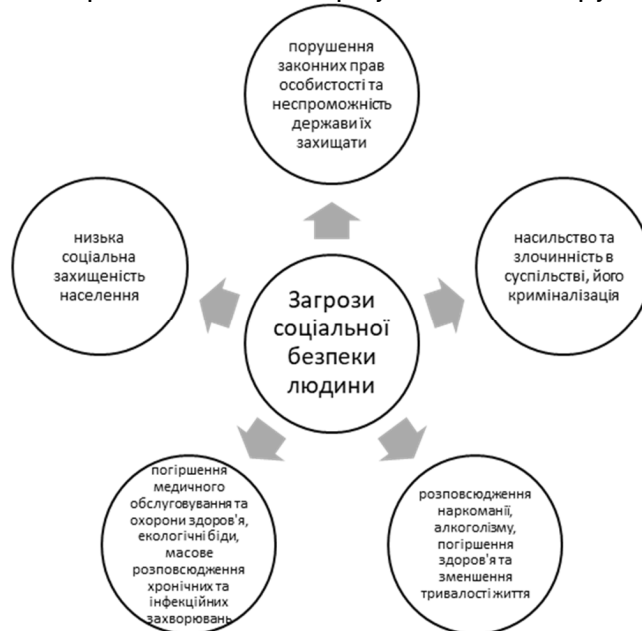 порушення
законних прав
особистості та
неспроможність
держави їх
захищати
низька
соціальна
захищеність
населення
насильство та
злочинність в
суспільстві, його
криміналізація
Загрози
соціальної
безпеки
людини
погіршення
медичного
обслуговування та
охорони здоров'я,
екологічні біди,
масове
розповсюдження
хронічних та
інфекційних
захворювань
розповсюдження
наркоманії,
алкоголізму,
погіршення
здоров'я та
зменшення
тривалості життя